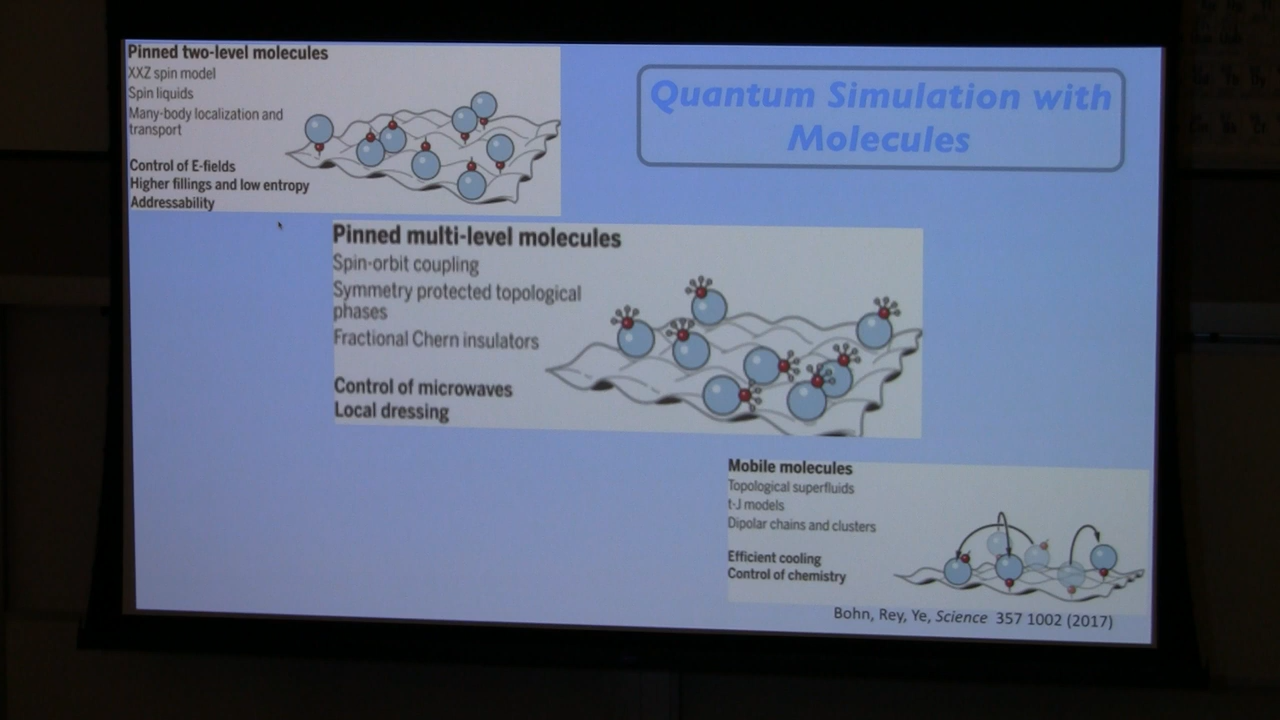 Pinned two-level molecules
XXZ spin model
Spin liquids
Many-body localization and
transport
Control of E-fields
Higher fillings and low entropy
Addressability
Quantum Simulation with
Molecules
Pinned multi-level molecules
Spin-orbit coupling
Symmetry protected topological
phases
Fractional Chern insulators
Control of microwaves
Local dressing
Mobile molecules
Topological superfluids
t-J models
Dipolar chains and clusters
Efficient cooling
Control of chemistry
Bohn, Rey, Ye, Science 357 1002 (2017)